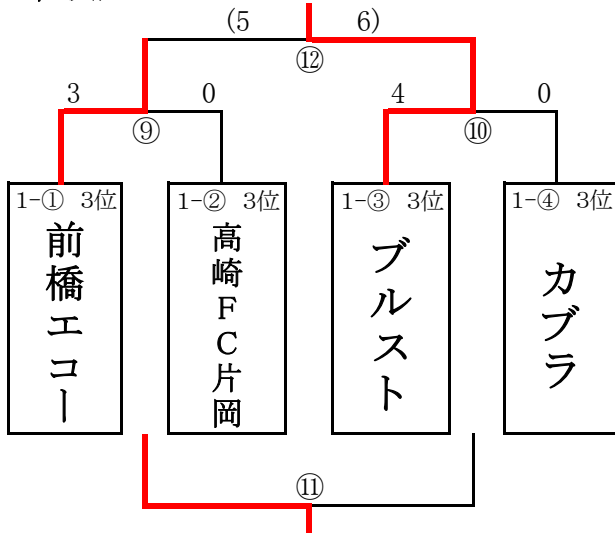 (5 6)
⑫
3 0 4 0
⑨ ⑩
1-① 3位
前橋エコー
1-② 3位
高崎FC片岡
1-③ 3位
ブルスト
1-④ 3位
カブラ
⑪